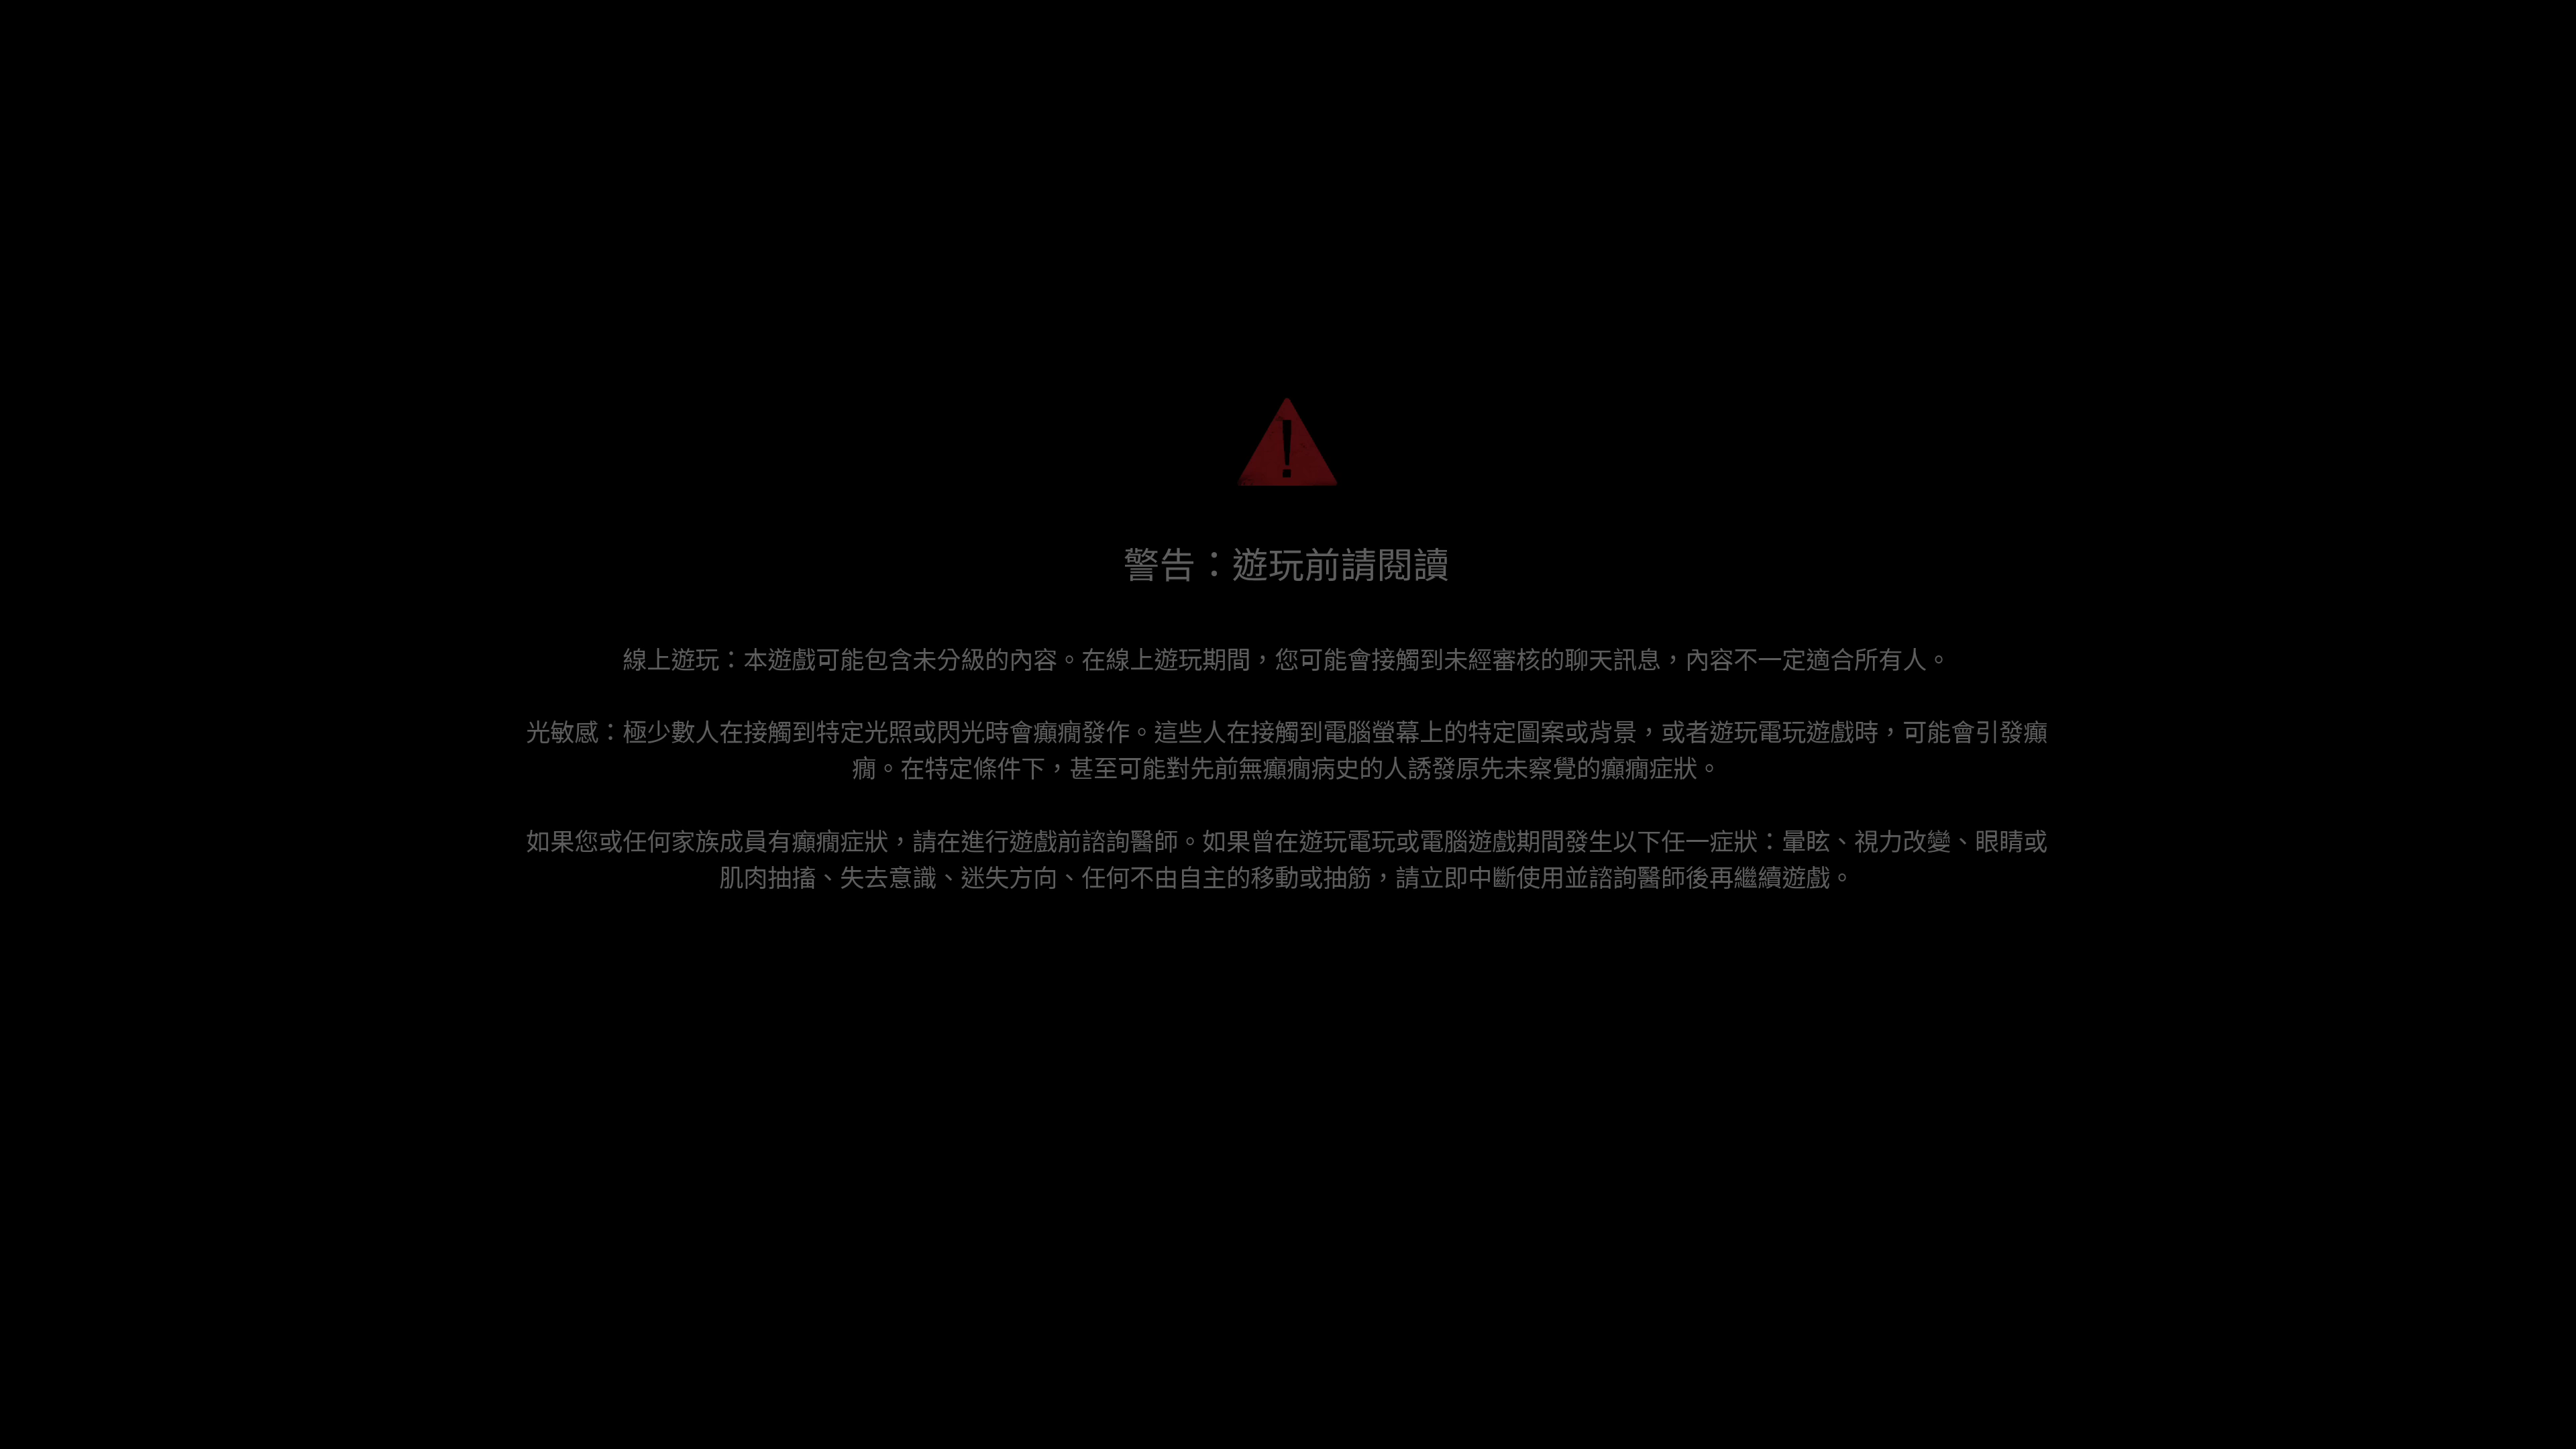 警告：遊玩前請閱讀
線上遊玩：本遊戲可能包含未分級的內容。在線上遊玩期間，您可能會接觸到未經審核的聊天訊息，內容不一定適合所有人。
光敏感：極少數人在接觸到特定光照或閃光時會癲癇發作。這些人在接觸到電腦螢幕上的特定圖案或背景，或者遊玩電玩遊戲時，可能會引發癲
癇。在特定條件下，甚至可能對先前無癲癇病史的人誘發原先未察覺的癲癇症狀。
如果您或任何家族成員有癲癇症狀，請在進行遊戲前諮詢醫師。如果曾在遊玩電玩或電腦遊戲期間發生以下任一症狀：暈眩、視力改變、眼睛或
肌肉抽搐、失去意識、迷失方向、任何不由自主的移動或抽筋，請立即中斷使用並諮詢醫師後再繼續遊戲。